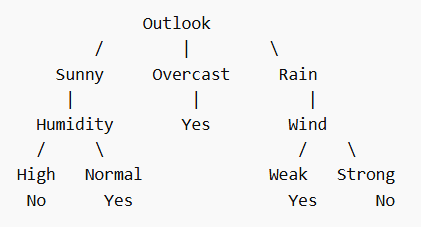 Outlook
/ | \
Sunny Overcast Rain
| | |
Humidity Yes Wind
/ \ / \
High Normal Weak Strong
No Yes Yes No